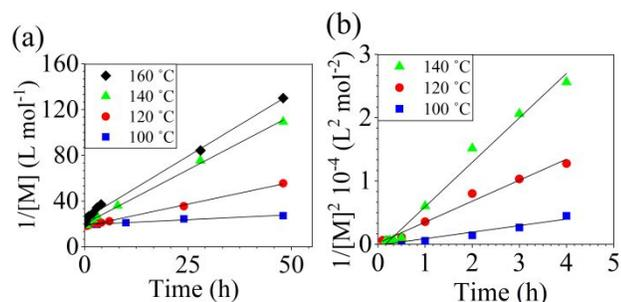 (a)
160
120
80
40
0
1/[M] (L mol⁻¹)
160 °C
140 °C
120 °C
100 °C
0 25 50
Time (h)
(b)
3
2
1
0
1/[M]² 10⁻⁴ (L² mol⁻²)
140 °C
120 °C
100 °C
0 1 2 3 4 5
Time (h)